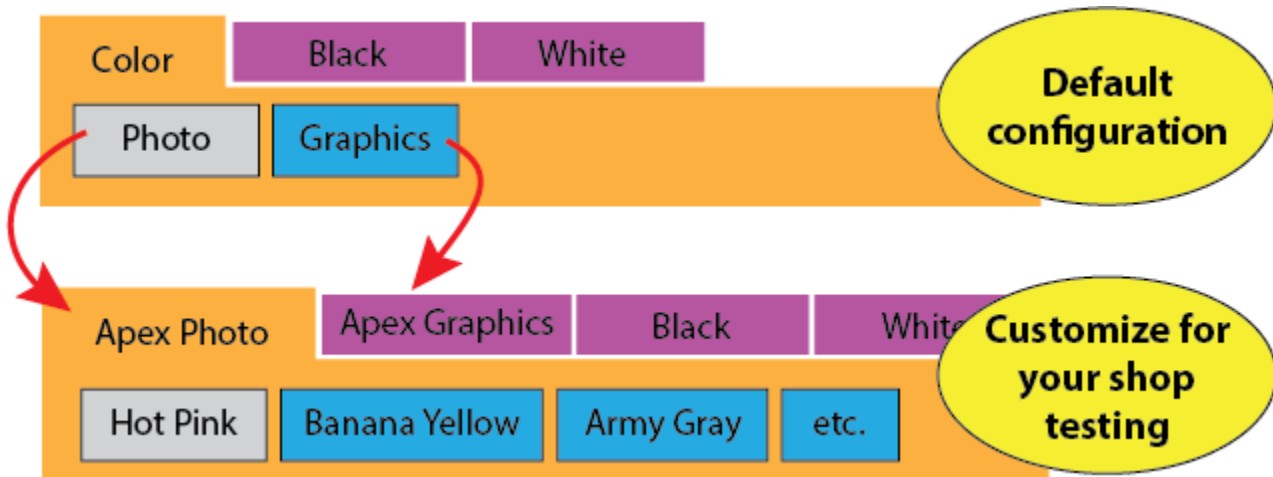 Color
Black
White
Photo
Graphics
Default
configuration
Apex Photo
Apex Graphics
Black
White
Hot Pink
Banana Yellow
Army Gray
etc.
Customize for
your shop
testing